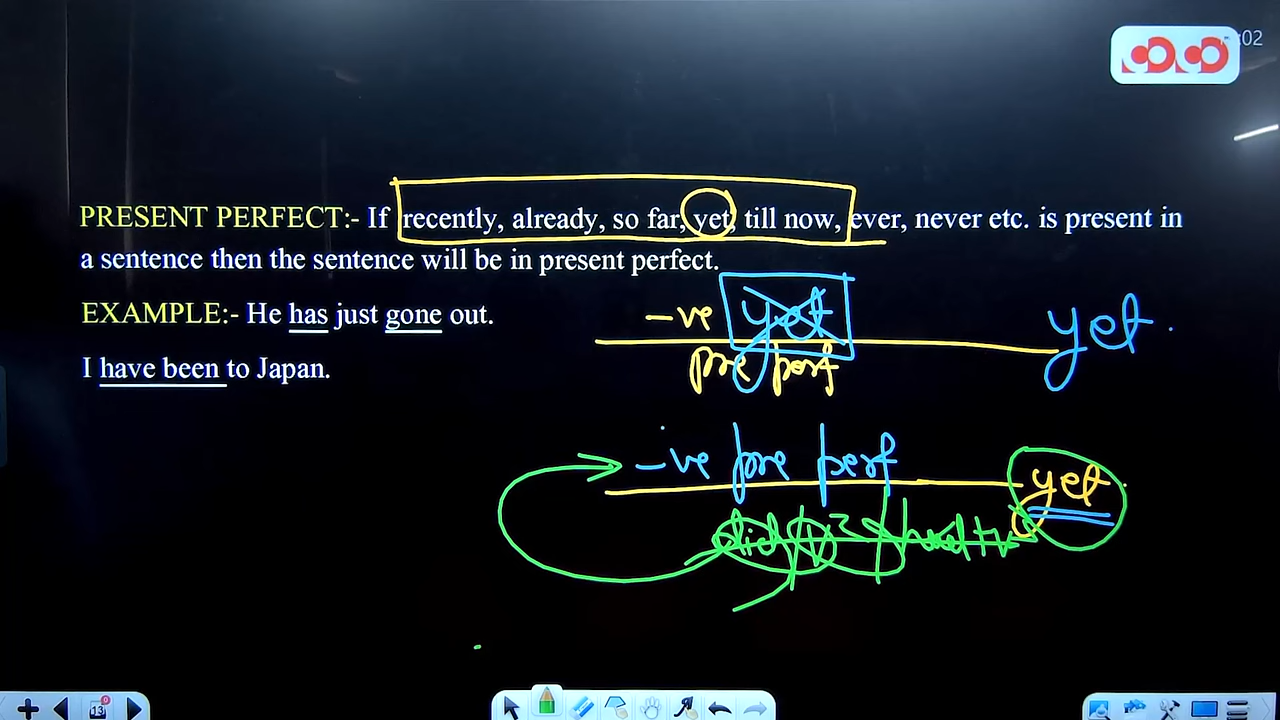 :02
PRESENT PERFECT:- If recently, already, so far, yet, till now, ever, never etc. is present in
a sentence then the sentence will be in present perfect.
EXAMPLE:- He has just gone out.
-ve yet yet.
pre perf
I have been to Japan.
-ve pre perf yet.
13